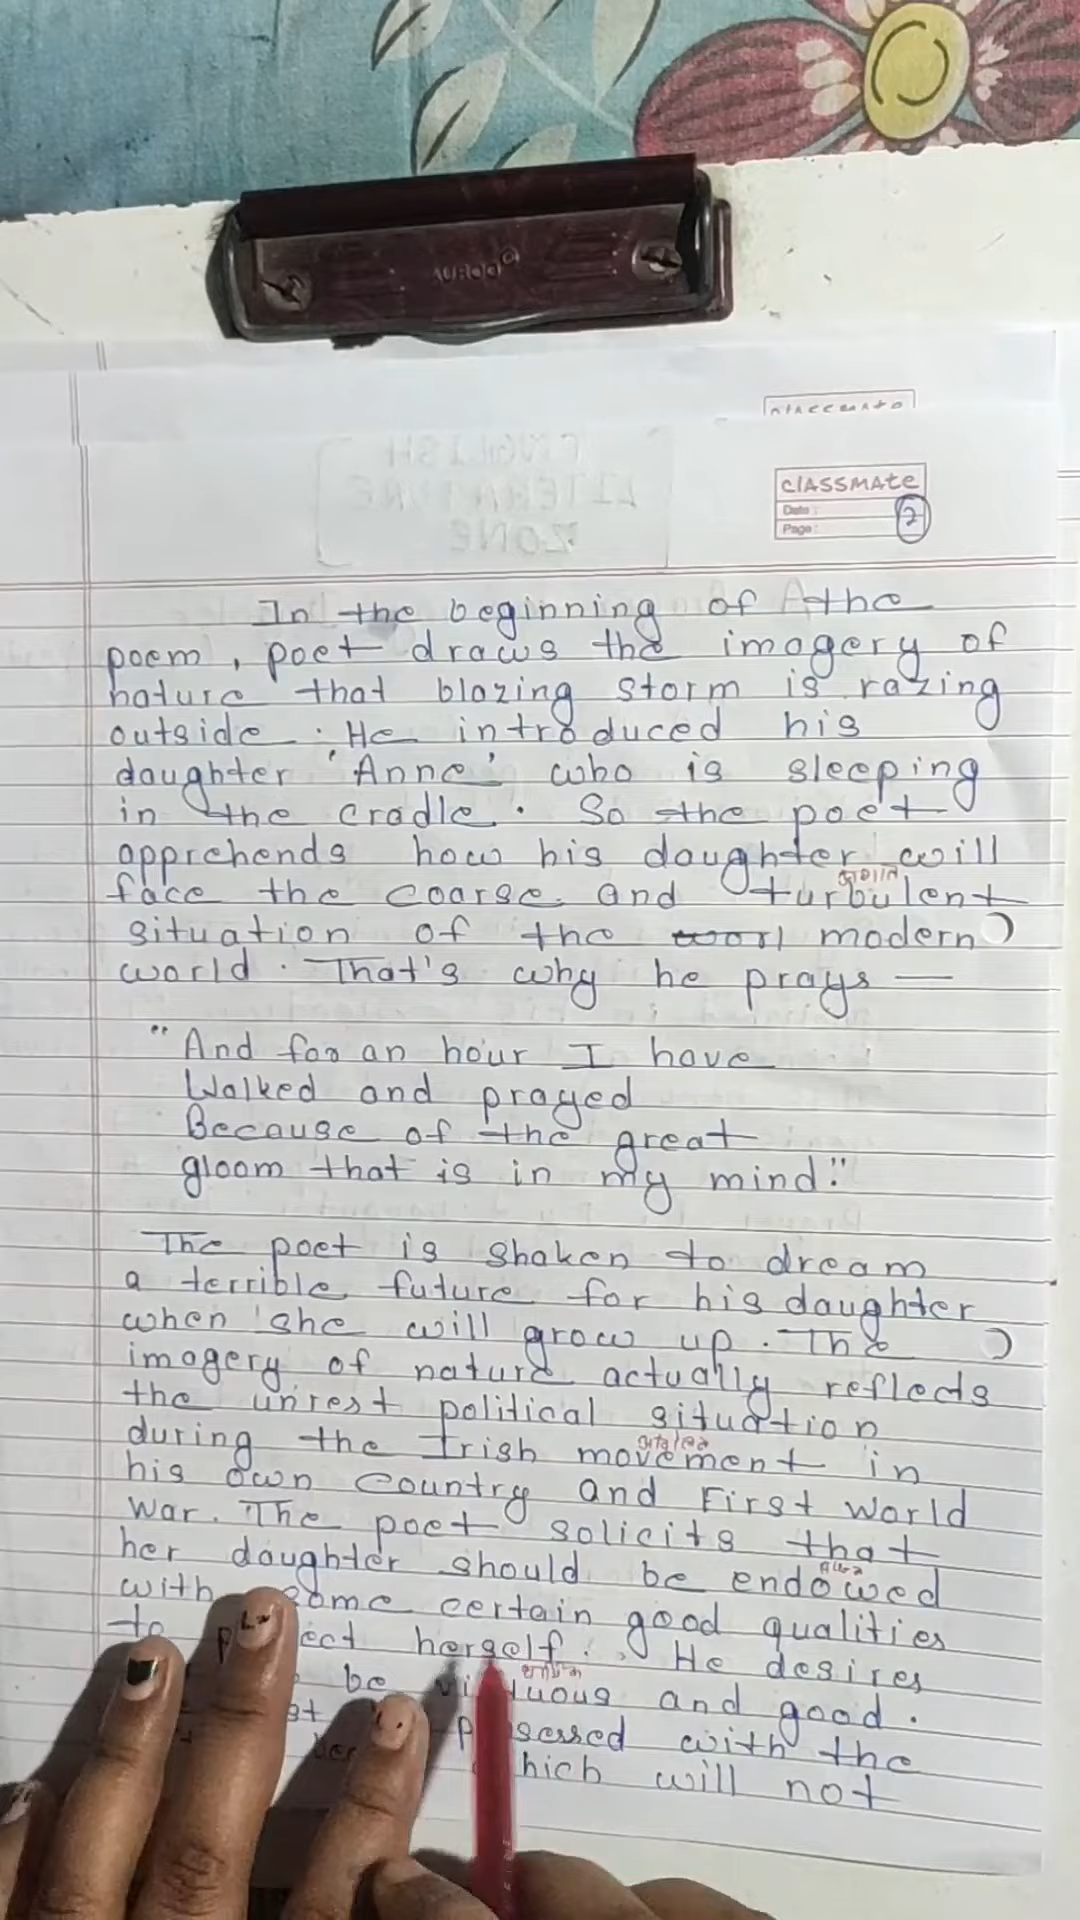 AUROO
classmate
CLASSMATE
Date :
Page :
2
ENGLISH
LITERATURE
ZONE
In the beginning of the
poem, poet draws the imagery of
nature that blazing storm is razing
outside. He introduced his
daughter 'Anne' who is sleeping
in the cradle. So the poet
apprehends how his daughter will
face the coarse and turbulent
situation of the worl modern
world. That's why he prays —
"And for an hour I have
Walked and prayed
Because of the great
gloom that is in my mind."
The poet is shaken to dream
a terrible future for his daughter
when she will grow up. The
imagery of nature actually reflects
the unrest political situation
during the Irish movement in
his own country and First World
War. The poet solicits that
her daughter should be endowed
with some certain good qualities
to herself. He desires
be and good.
with the
will not